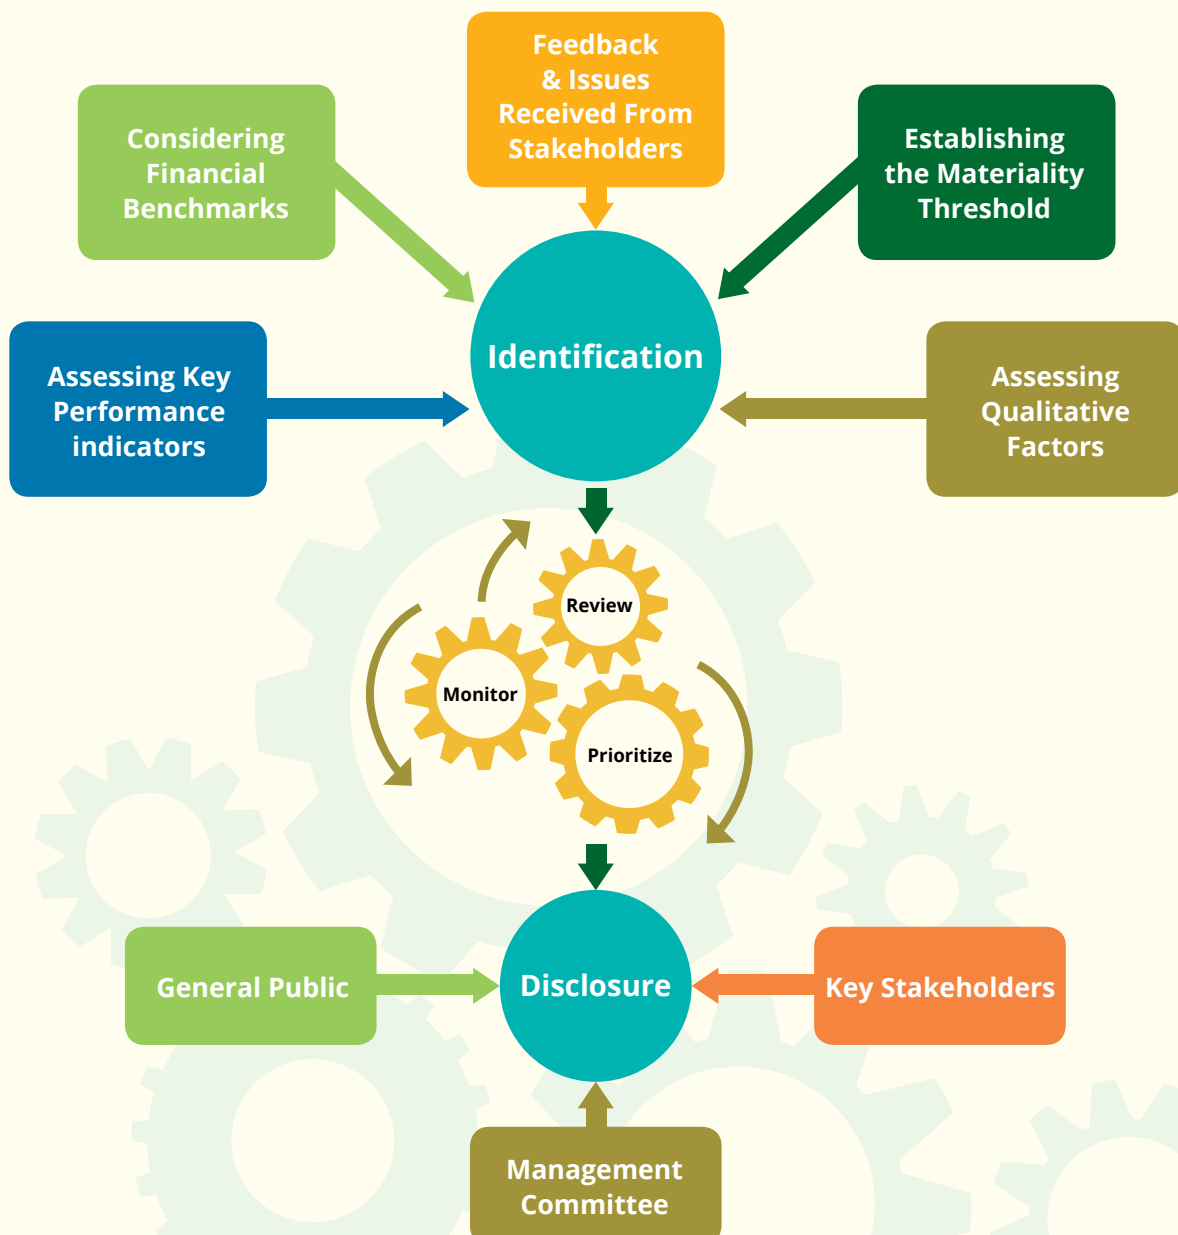 Feedback
& Issues
Received From
Stakeholders
Considering
Financial
Benchmarks
Establishing
the Materiality
Threshold
Identification
Assessing Key
Performance
indicators
Assessing
Qualitative
Factors
Review
Monitor
Prioritize
General Public
Disclosure
Key Stakeholders
Management
Committee